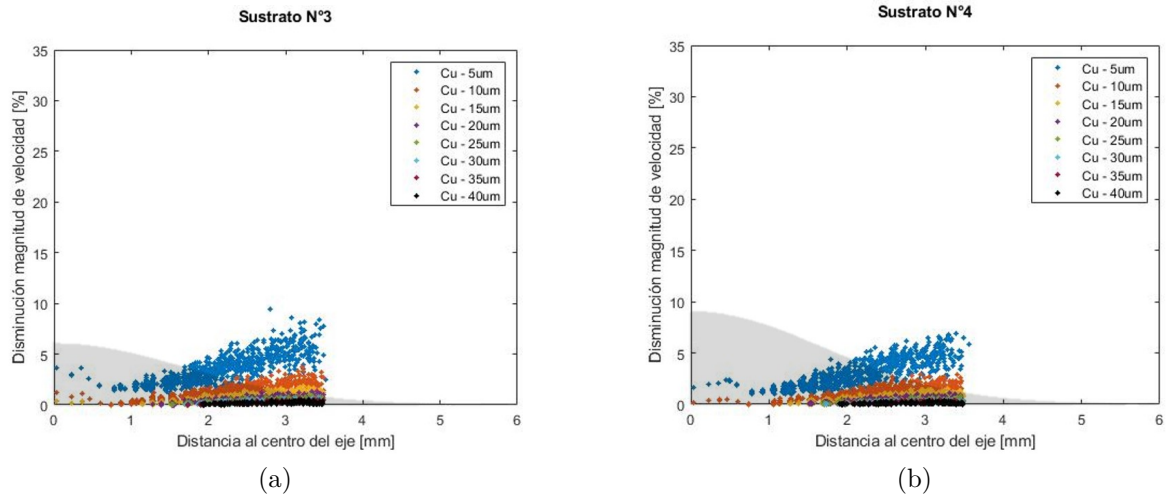 Sustrato N°3
Disminución magnitud de velocidad [%]
35
30
25
20
15
10
5
0
Cu - 5um
Cu - 10um
Cu - 15um
Cu - 20um
Cu - 25um
Cu - 30um
Cu - 35um
Cu - 40um
0 1 2 3 4 5 6
Distancia al centro del eje [mm]
(a)
Sustrato N°4
Disminución magnitud de velocidad [%]
35
30
25
20
15
10
5
0
Cu - 5um
Cu - 10um
Cu - 15um
Cu - 20um
Cu - 25um
Cu - 30um
Cu - 35um
Cu - 40um
0 1 2 3 4 5 6
Distancia al centro del eje [mm]
(b)